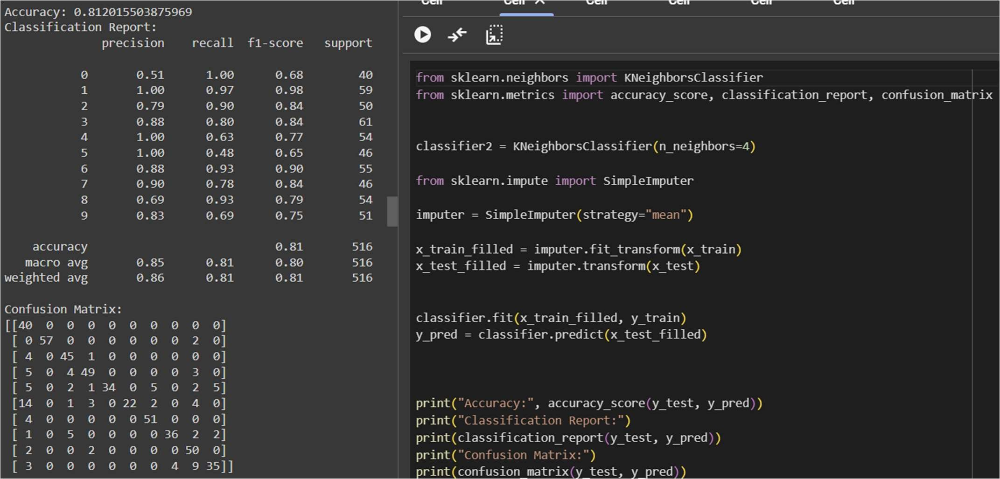 Accuracy: 0.812015503875969
Classification Report:
precision recall f1-score support
0 0.51 1.00 0.68 40
1 1.00 0.97 0.98 59
2 0.79 0.90 0.84 50
3 0.88 0.80 0.84 61
4 1.00 0.63 0.77 54
5 1.00 0.48 0.65 46
6 0.88 0.93 0.90 55
7 0.90 0.78 0.84 46
8 0.69 0.93 0.79 54
9 0.83 0.69 0.75 51
accuracy 0.81 516
macro avg 0.85 0.81 0.80 516
weighted avg 0.86 0.81 0.81 516
Confusion Matrix:
[[40 0 0 0 0 0 0 0 0 0]
[ 0 57 0 0 0 0 0 0 2 0]
[ 4 0 45 1 0 0 0 0 0 0]
[ 5 0 4 49 0 0 0 0 3 0]
[ 5 0 2 1 34 0 5 0 2 5]
[14 0 1 3 0 22 2 0 4 0]
[ 4 0 0 0 0 0 51 0 0 0]
[ 1 0 5 0 0 0 0 36 2 2]
[ 2 0 0 2 0 0 0 0 50 0]
[ 3 0 0 0 0 0 0 4 9 35]]
Cell Cell Cell Cell Cell Cell
from sklearn.neighbors import KNeighborsClassifier
from sklearn.metrics import accuracy_score, classification_report, confusion_matrix
classifier2 = KNeighborsClassifier(n_neighbors=4)
from sklearn.impute import SimpleImputer
imputer = SimpleImputer(strategy="mean")
x_train_filled = imputer.fit_transform(x_train)
x_test_filled = imputer.transform(x_test)
classifier.fit(x_train_filled, y_train)
y_pred = classifier.predict(x_test_filled)
print("Accuracy:", accuracy_score(y_test, y_pred))
print("Classification Report:")
print(classification_report(y_test, y_pred))
print("Confusion Matrix:")
print(confusion_matrix(y_test, y_pred))